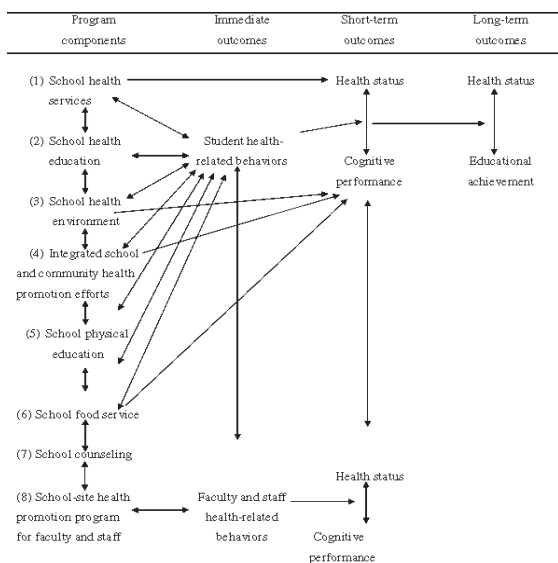 Program Immediate Short-term Long-term
components outcomes outcomes outcomes
(1) School health Health status Health status
services
(2) School health Student health-
education related behaviors Cognitive Educational
performance achievement
(3) School health
environment
(4) Integrated school
and community health
promotion efforts
(5) School physical
education
(6) School food service
(7) School counseling
Health status
(8) School-site health Faculty and staff
promotion program health-related
for faculty and staff behaviors Cognitive
performance